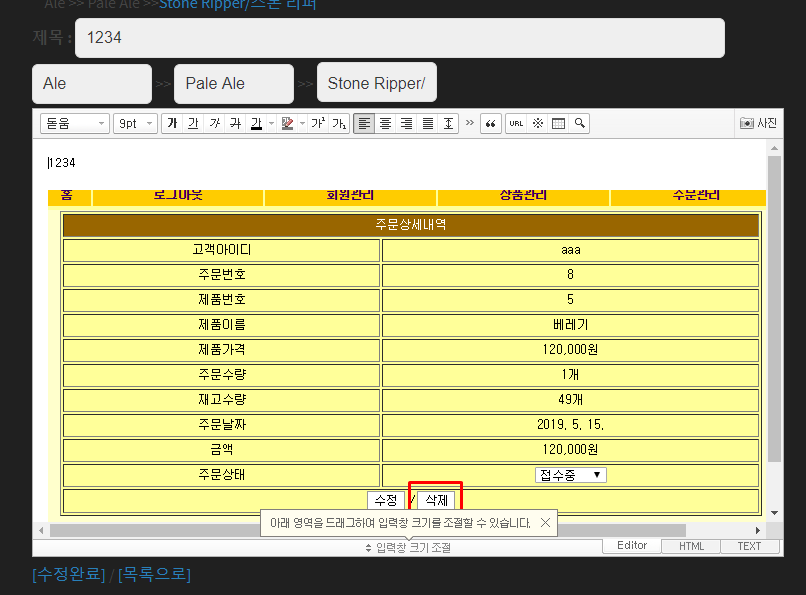 Ale >> Pale Ale >>Stone Ripper/스톤 리퍼
제목 : 1234
Ale >> Pale Ale >> Stone Ripper/
돋움 9pt 가 가 가 가 가 가¹ 가₁ » “ URL ※ 사진
1234
홈 로그아웃 회원관리 상품관리 주문관리
주문상세내역
고객아이디 aaa
주문번호 8
제품번호 5
제품이름 베레기
제품가격 120,000원
주문수량 1개
재고수량 49개
주문날짜 2019. 5. 15.
금액 120,000원
주문상태 접수중
수정 / 삭제
아래 영역을 드래그하여 입력창 크기를 조절할 수 있습니다.
입력창 크기 조절 Editor HTML TEXT
[수정완료] / [목록으로]